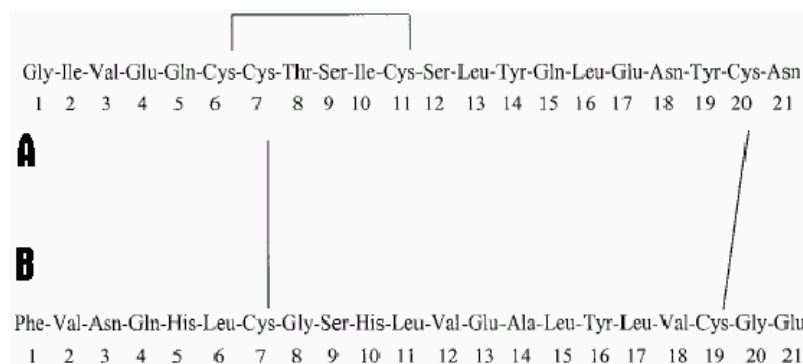 Gly-Ile-Val-Glu-Gln-Cys-Cys-Thr-Ser-Ile-Cys-Ser-Leu-Tyr-Gln-Leu-Glu-Asn-Tyr-Cys-Asn
1 2 3 4 5 6 7 8 9 10 11 12 13 14 15 16 17 18 19 20 21
A
B
Phe-Val-Asn-Gln-His-Leu-Cys-Gly-Ser-His-Leu-Val-Glu-Ala-Leu-Tyr-Leu-Val-Cys-Gly-Glu
1 2 3 4 5 6 7 8 9 10 11 12 13 14 15 16 17 18 19 20 21